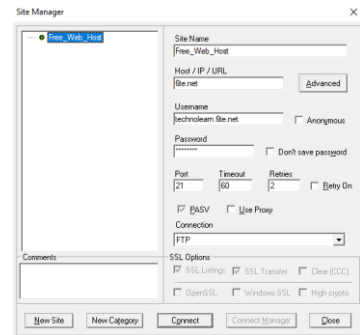 Site Manager
Free_Web_Host
Site Name
Free_Web_Host
Host / IP / URL
6te.net
Advanced
Username
technolearn.6te.net
Anonymous
Password
********
Don't save password
Port Timeout Retries
21 60 2 Retry On
PASV Use Proxy
Connection
FTP
Comments
SSL Options
SSL Listings SSL Transfer Clear (CCC)
OpenSSL Windows SSL High crypto
New Site New Category Connect Connect Manager Close